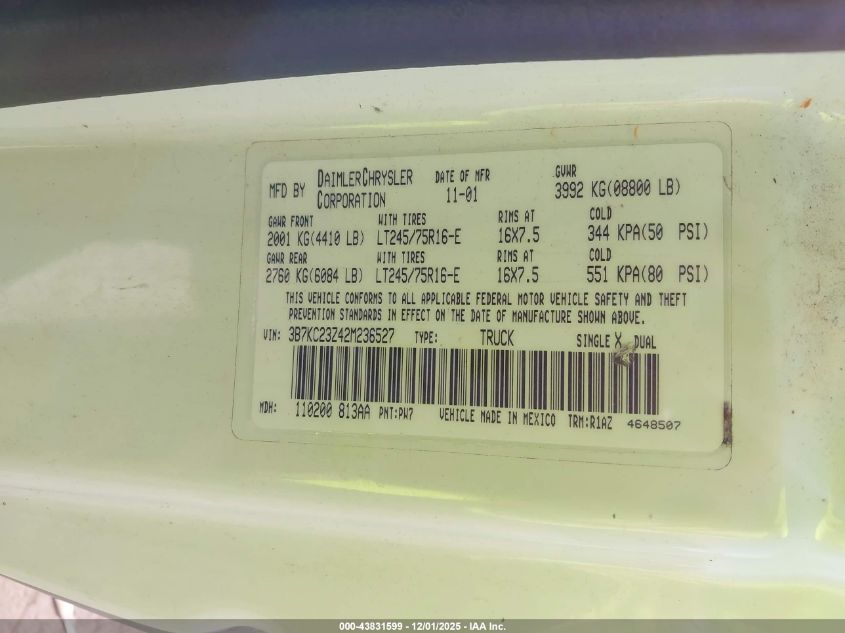 MFD BY DAIMLERCHRYSLER CORPORATION DATE OF MFR 11-01 GVWR 3992 KG(08800 LB)
GAWR FRONT WITH TIRES RIMS AT COLD
2001 KG(4410 LB) LT245/75R16-E 16X7.5 344 KPA(50 PSI)
GAWR REAR WITH TIRES RIMS AT COLD
2760 KG(6084 LB) LT245/75R16-E 16X7.5 551 KPA(80 PSI)
THIS VEHICLE CONFORMS TO ALL APPLICABLE FEDERAL MOTOR VEHICLE SAFETY AND THEFT
PREVENTION STANDARDS IN EFFECT ON THE DATE OF MANUFACTURE SHOWN ABOVE.
VIN: 3B7KC23Z42M236527 TYPE: TRUCK SINGLE X DUAL
MDH: 110200 813AA PNT:PW7 VEHICLE MADE IN MEXICO TRM:R1AZ 4648507
000-43831599 - 12/01/2025 - IAA Inc.